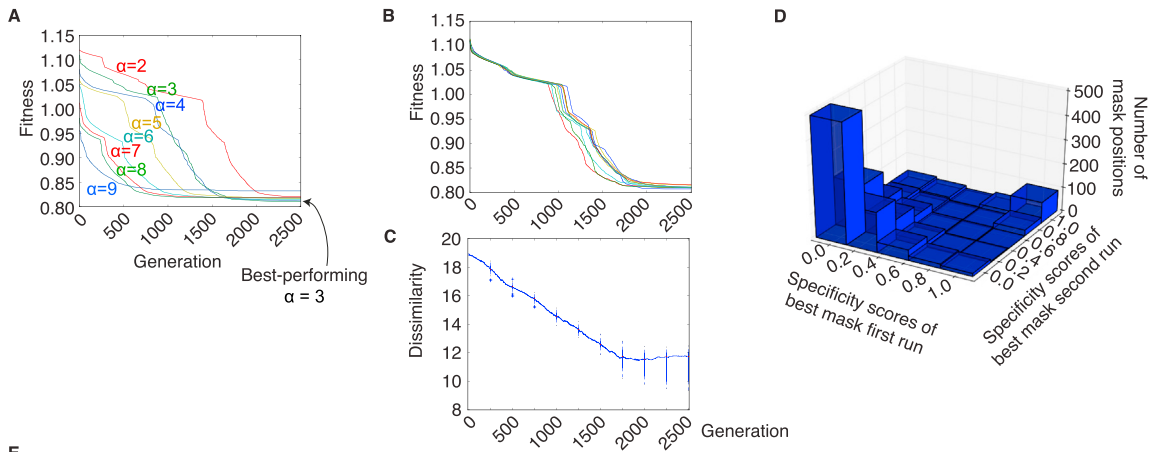 A
1.15
1.10
1.05
1.00
0.95
0.90
0.85
0.80
Fitness
α=2
α=3
α=4
α=5
α=6
α=7
α=8
α=9
0
500
1000
1500
2000
2500
Generation
Best-performing
α = 3
B
1.15
1.10
1.05
1.00
0.95
0.90
0.85
0.80
Fitness
0
500
1000
1500
2000
2500
C
20
18
16
14
12
10
8
Dissimilarity
0
500
1000
1500
2000
2500
Generation
D
500
400
300
200
100
0
Number of
mask positions
0.0
0.2
0.4
0.6
0.8
1.0
Specificity scores of
best mask first run
0.0
Specificity scores of
best mask second run